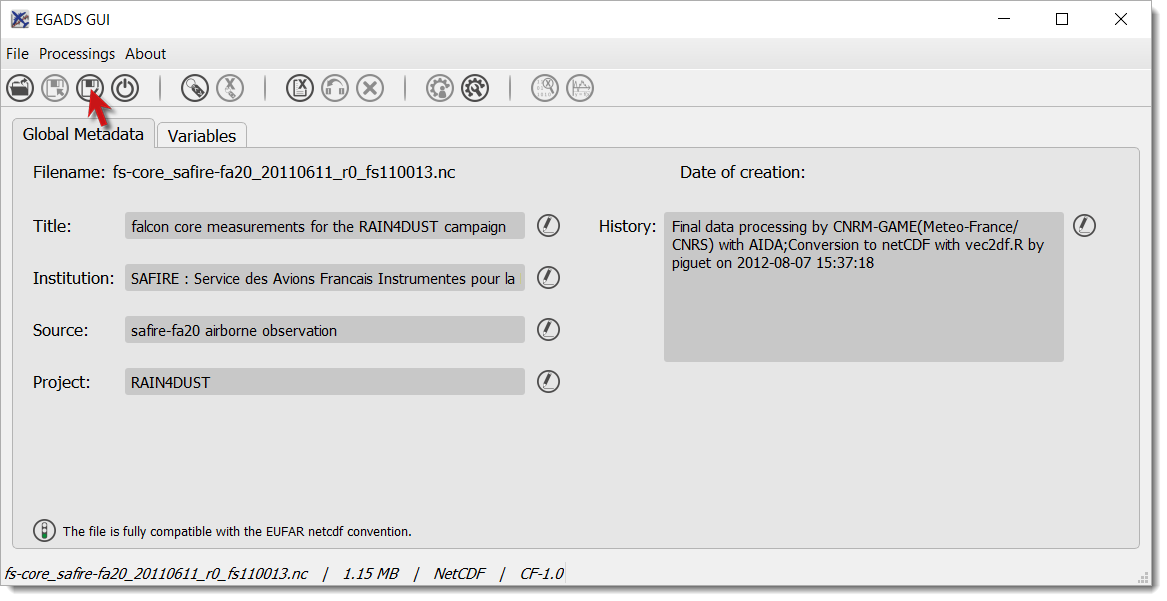 EGADS GUI
File Processings About
Global Metadata Variables
Filename: fs-core_safire-fa20_20110611_r0_fs110013.nc Date of creation:
Title: falcon core measurements for the RAIN4DUST campaign
History: Final data processing by CNRM-GAME(Meteo-France/
CNRS) with AIDA;Conversion to netCDF with vec2df.R by
piguet on 2012-08-07 15:37:18
Institution: SAFIRE : Service des Avions Francais Instrumentes pour la
Source: safire-fa20 airborne observation
Project: RAIN4DUST
The file is fully compatible with the EUFAR netcdf convention.
fs-core_safire-fa20_20110611_r0_fs110013.nc | 1.15 MB | NetCDF | CF-1.0